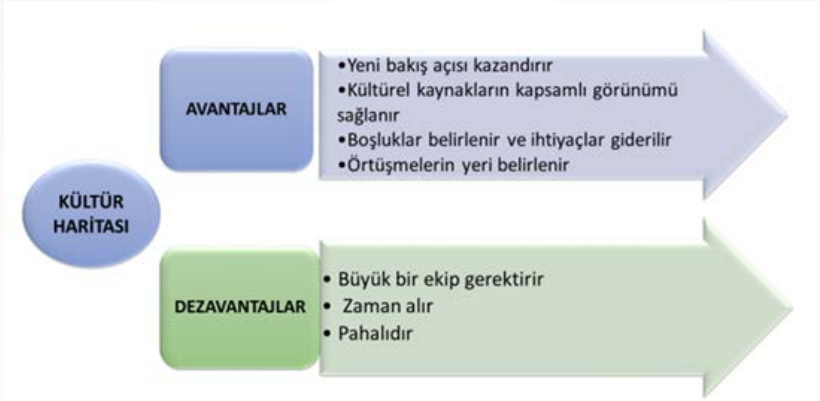 KÜLTÜR
HARİTASI
AVANTAJLAR
•Yeni bakış açısı kazandırır
•Kültürel kaynakların kapsamlı görünümü
sağlanır
•Boşluklar belirlenir ve ihtiyaçlar giderilir
•Örtüşmelerin yeri belirlenir
DEZAVANTAJLAR
• Büyük bir ekip gerektirir
• Zaman alır
• Pahalıdır